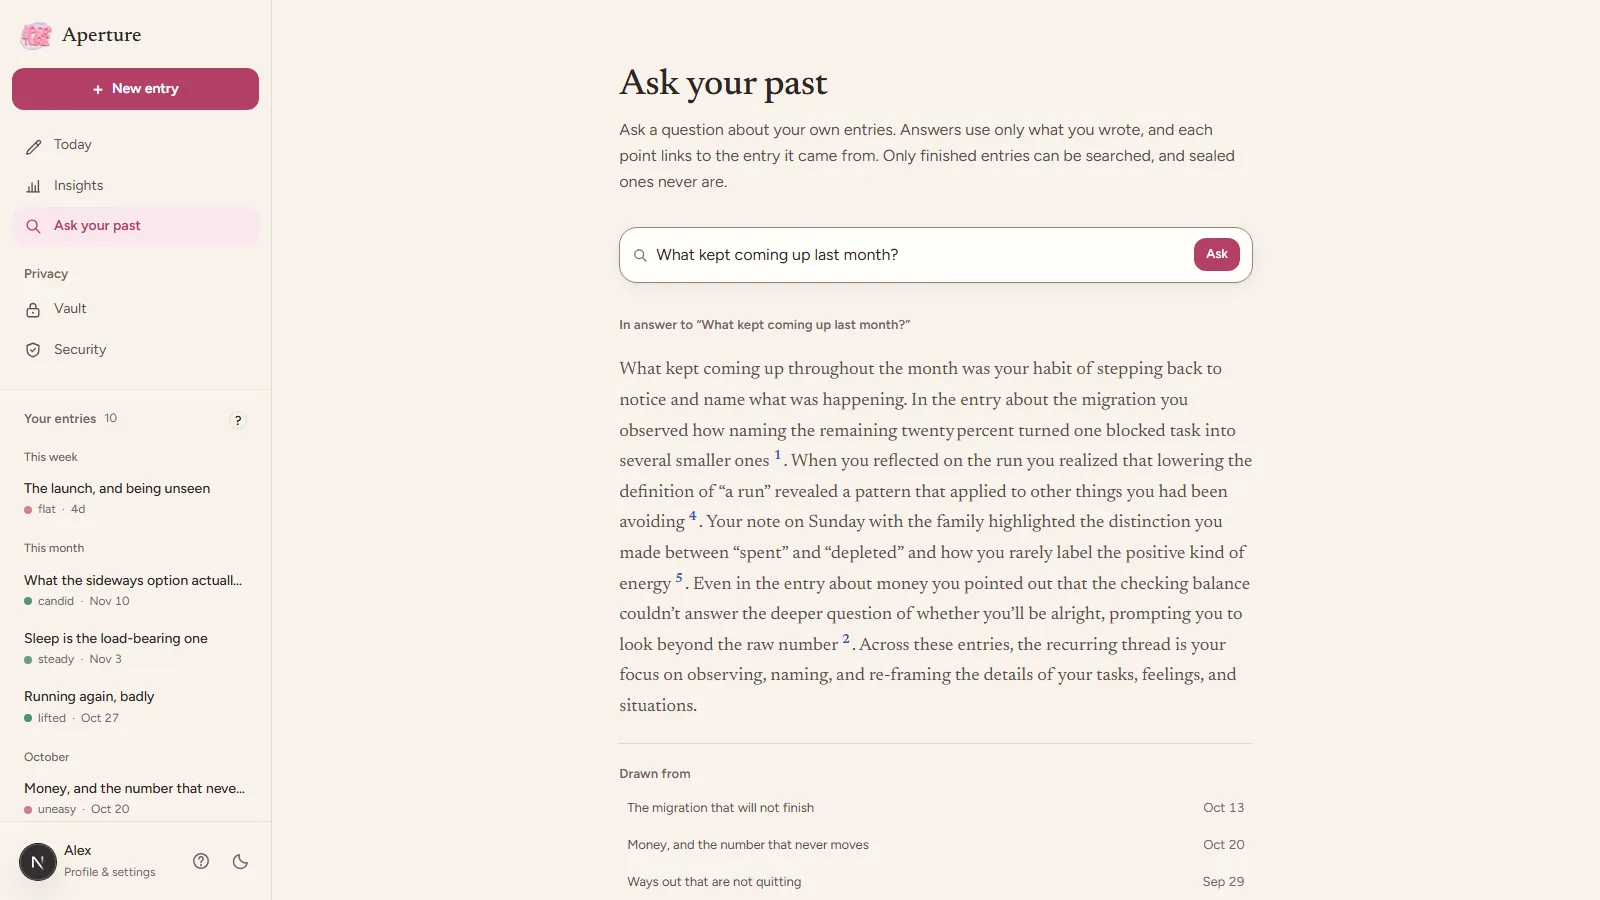 Aperture
+ New entry
Today
Insights
Ask your past
Privacy
Vault
Security
Your entries 10
?
This week
The launch, and being unseen
flat · 4d
This month
What the sideways option actuall...
candid · Nov 10
Sleep is the load-bearing one
steady · Nov 3
Running again, badly
lifted · Oct 27
October
Money, and the number that neve...
uneasy · Oct 20
N
Alex
Profile & settings
?
Ask your past
Ask a question about your own entries. Answers use only what you wrote, and each
point links to the entry it came from. Only finished entries can be searched, and sealed
ones never are.
What kept coming up last month?
Ask
In answer to “What kept coming up last month?”
What kept coming up throughout the month was your habit of stepping back to
notice and name what was happening. In the entry about the migration you
observed how naming the remaining twenty percent turned one blocked task into
several smaller ones 1. When you reflected on the run you realized that lowering the
definition of “a run” revealed a pattern that applied to other things you had been
avoiding 4. Your note on Sunday with the family highlighted the distinction you
made between “spent” and “depleted” and how you rarely label the positive kind of
energy 5. Even in the entry about money you pointed out that the checking balance
couldn’t answer the deeper question of whether you’ll be alright, prompting you to
look beyond the raw number 2. Across these entries, the recurring thread is your
focus on observing, naming, and re-framing the details of your tasks, feelings, and
situations.
Drawn from
The migration that will not finish Oct 13
Money, and the number that never moves Oct 20
Ways out that are not quitting Sep 29